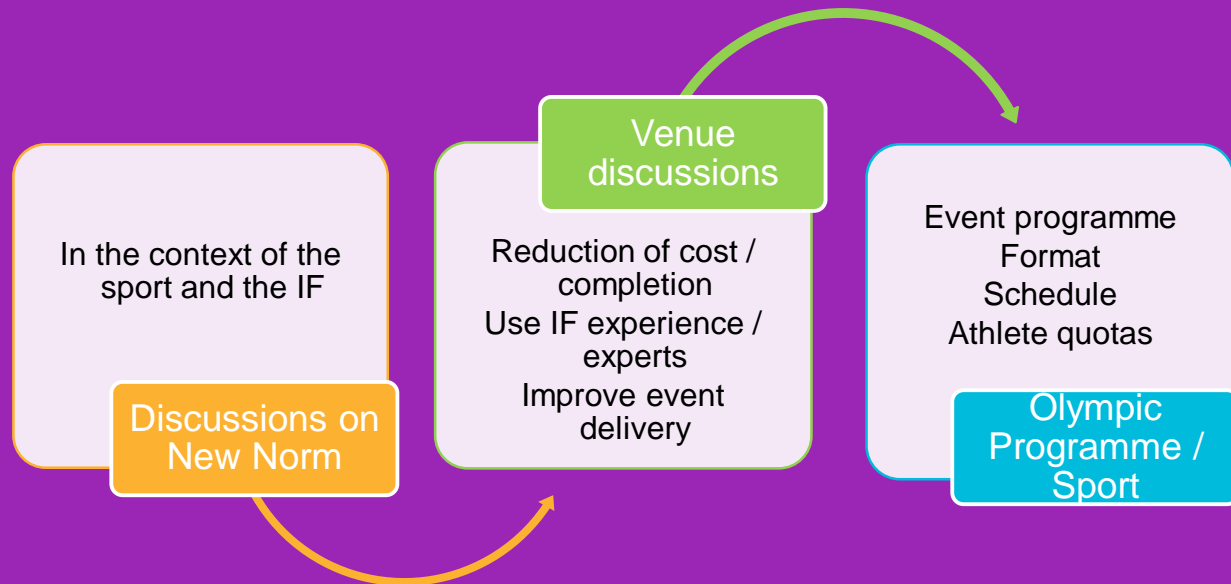 In the context of the
sport and the IF
Discussions on
New Norm
Venue
discussions
Reduction of cost /
completion
Use IF experience /
experts
Improve event
delivery
Event programme
Format
Schedule
Athlete quotas
Olympic
Programme /
Sport